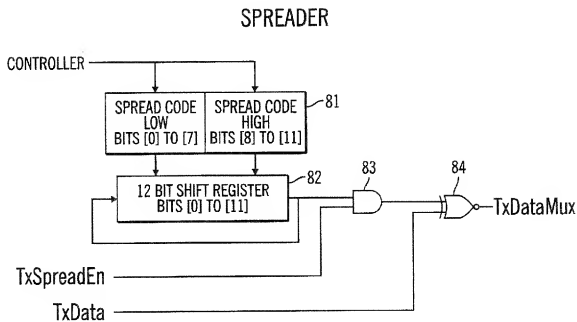 SPREADER
CONTROLLER
SPREAD CODE
LOW
BITS [0] TO [7]
SPREAD CODE
HIGH
BITS [8] TO [11]
81
12 BIT SHIFT REGISTER
BITS [0] TO [11]
82
83
84
TxDataMux
TxSpreadEn
TxData